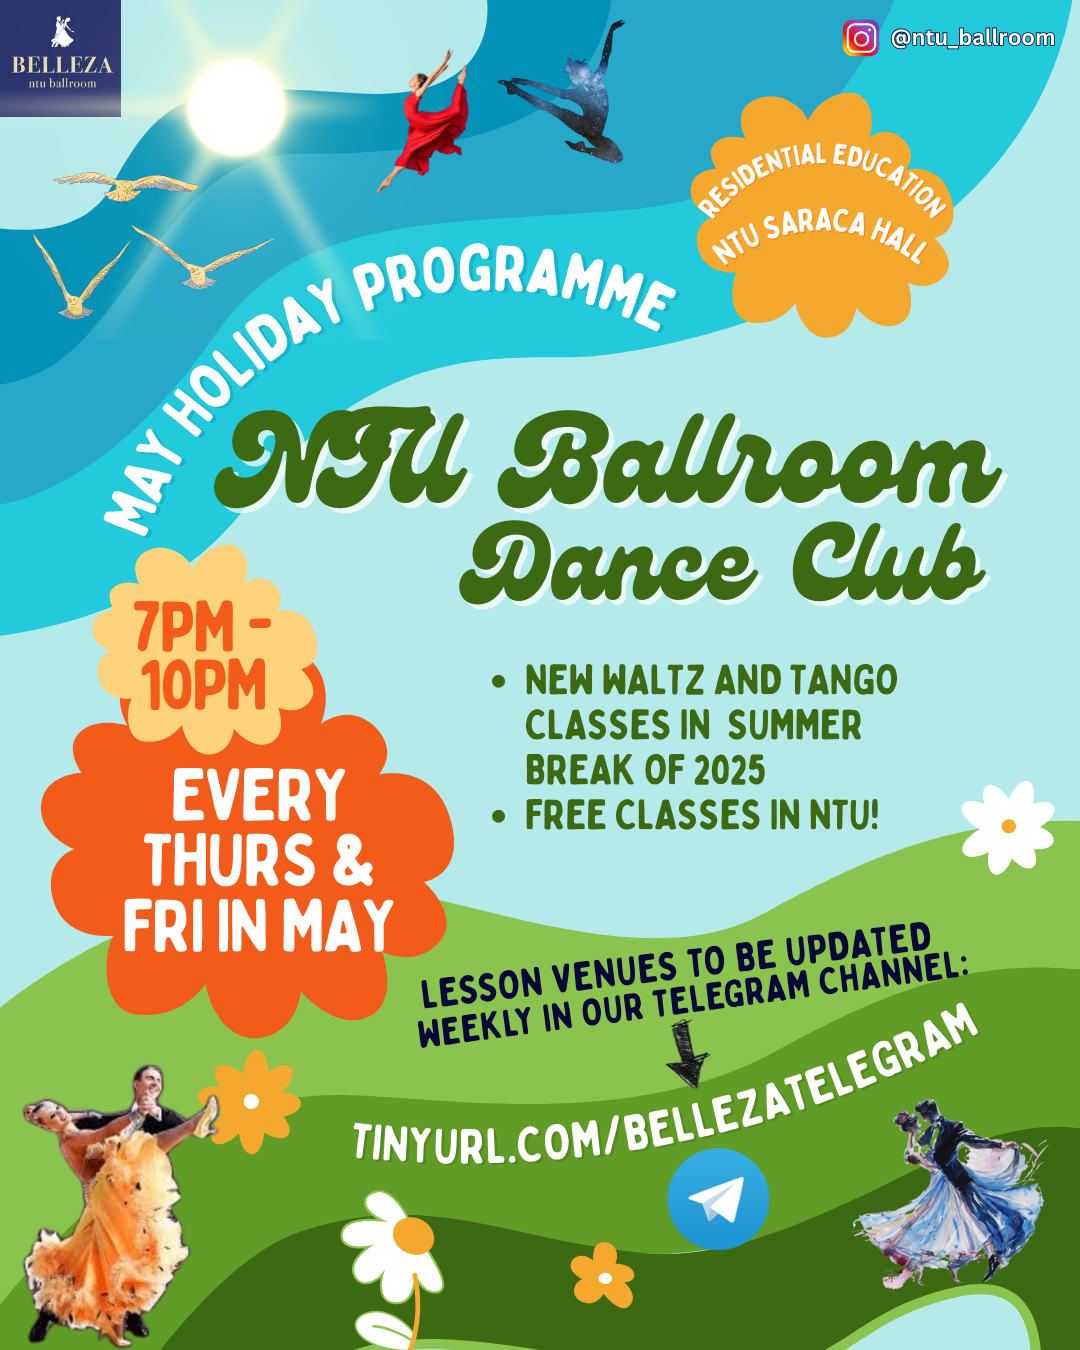 BELLEZA
ntu ballroom
@ntu_ballroom
RESIDENTIAL EDUCATION
NTU SARACA HALL
MAY HOLIDAY PROGRAMME
NTU Ballroom
Dance Club
7PM -
10PM
EVERY
THURS &
FRI IN MAY
• NEW WALTZ AND TANGO
CLASSES IN SUMMER
BREAK OF 2025
• FREE CLASSES IN NTU!
LESSON VENUES TO BE UPDATED
WEEKLY IN OUR TELEGRAM CHANNEL:
TINYURL.COM/BELLEZATELEGRAM